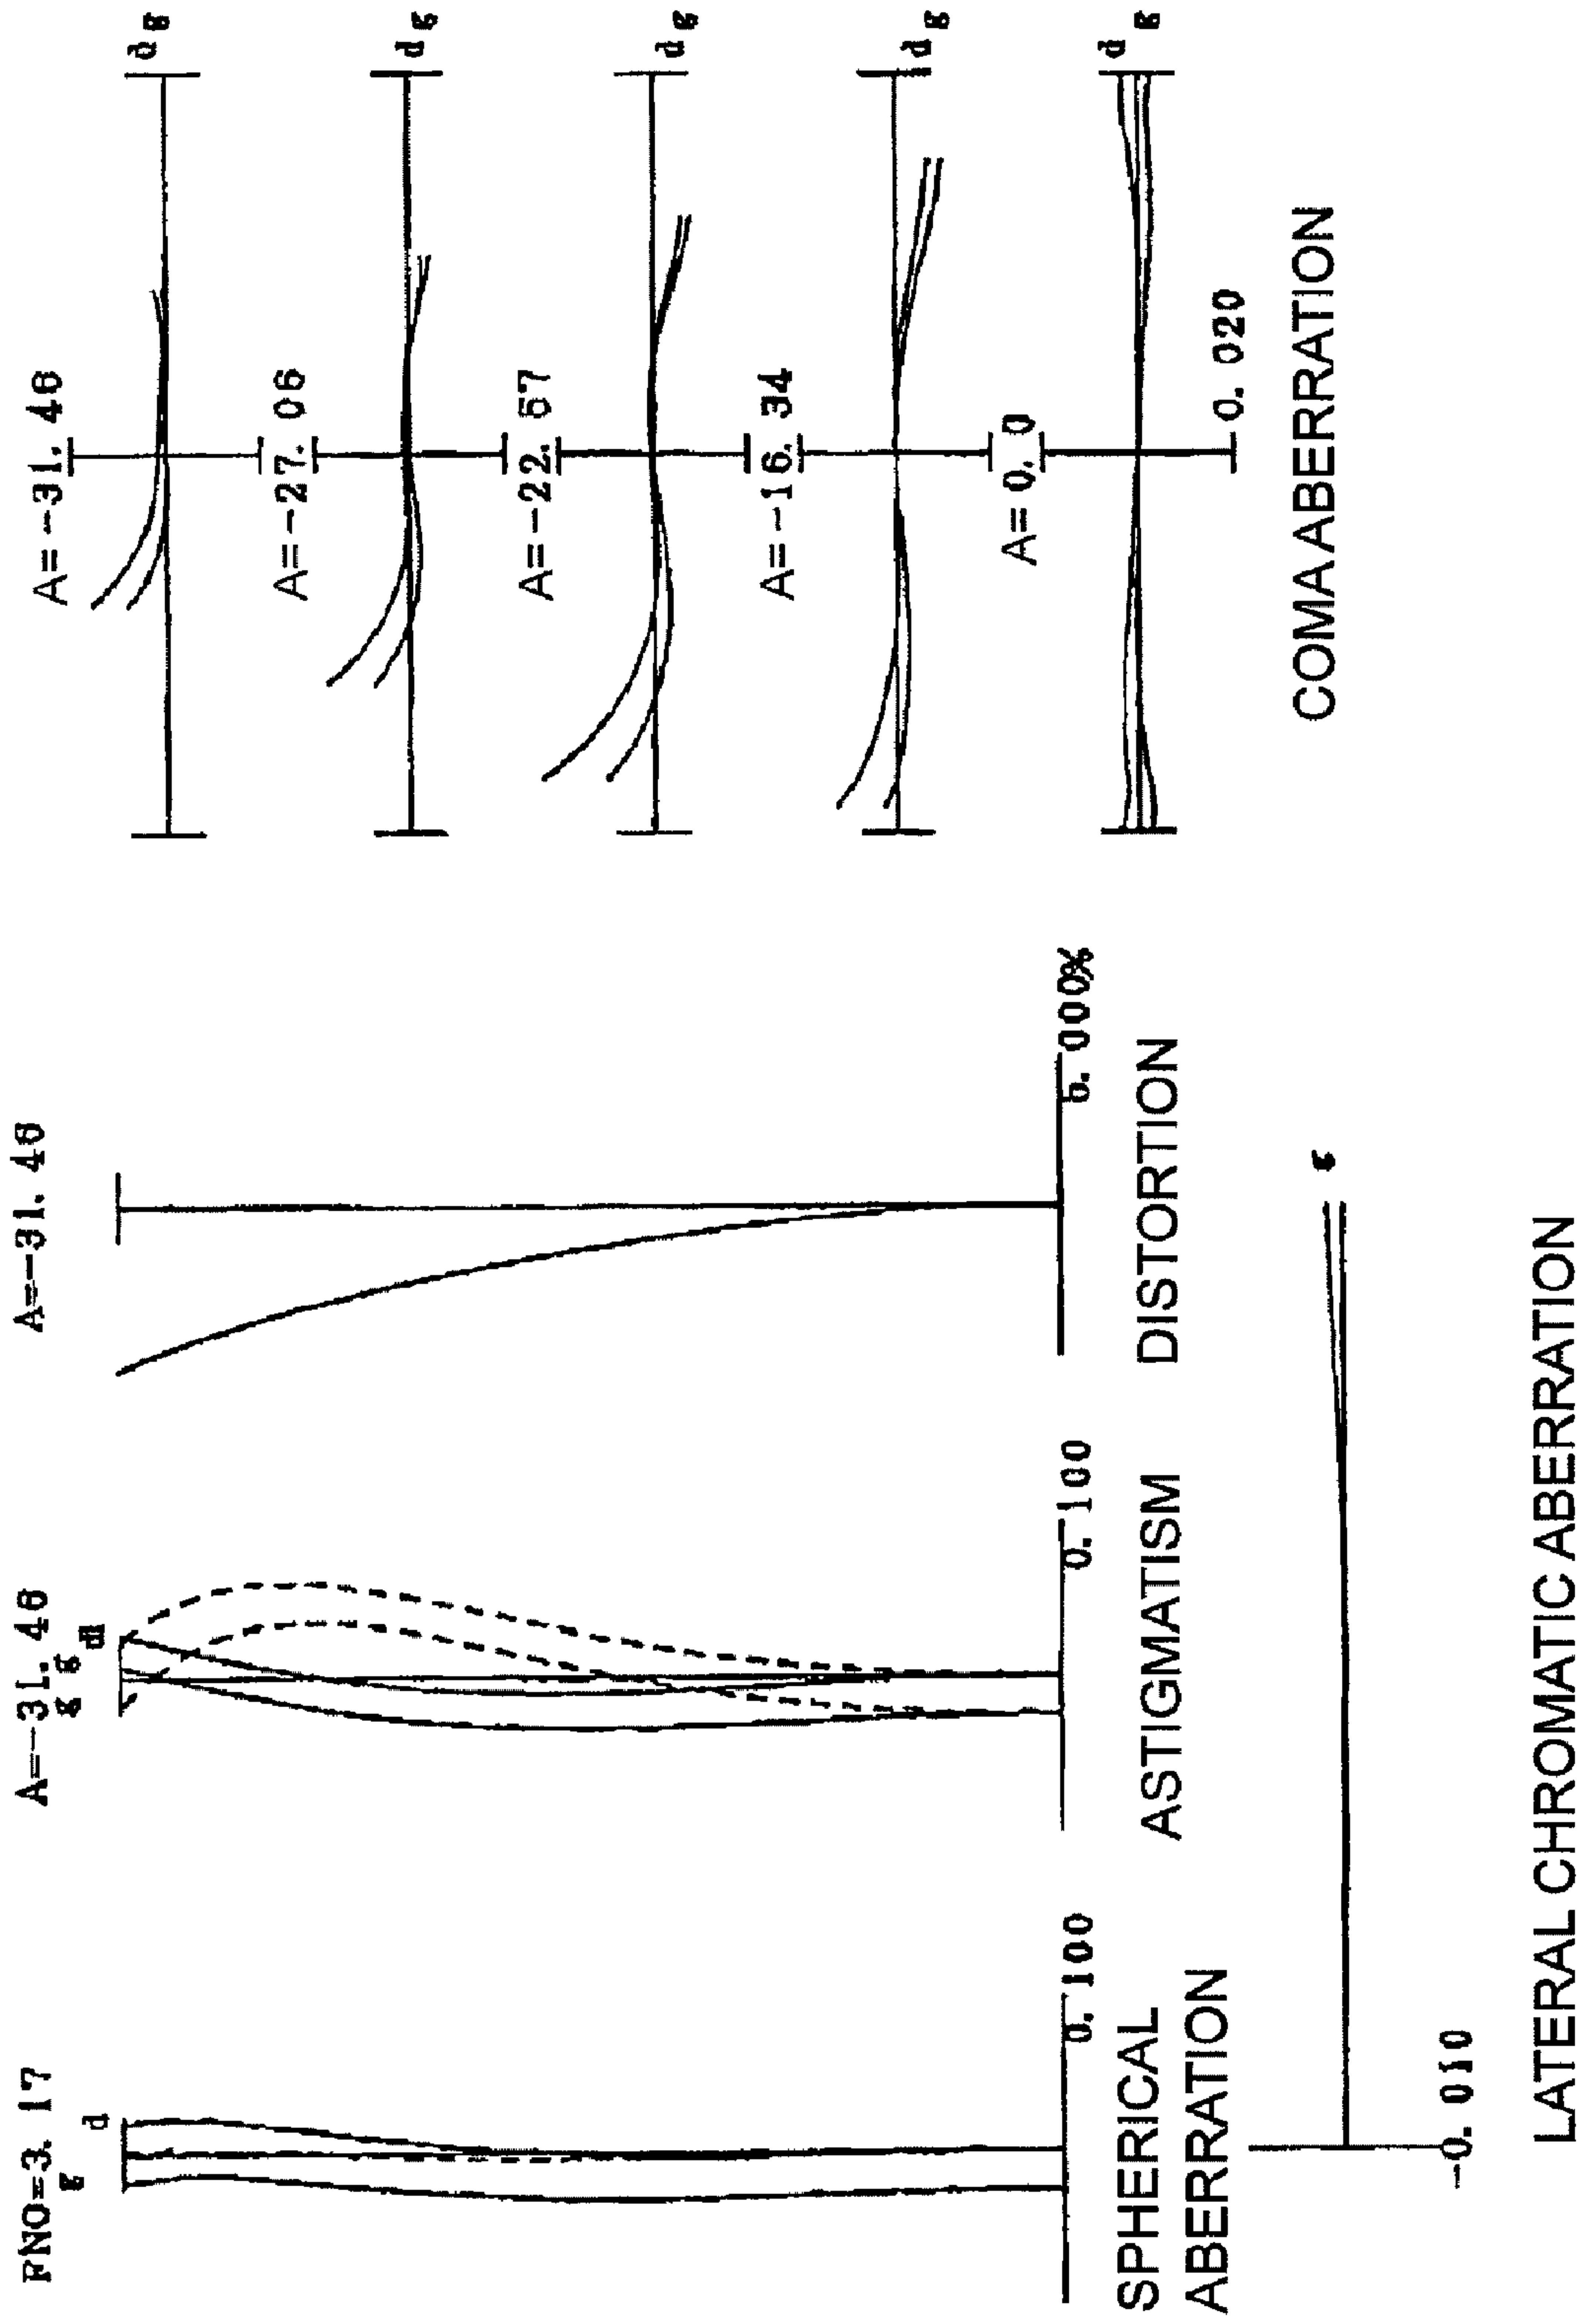 FNO=3. 17
g
d
0. 100
SPHERICAL
ABERRATION
A=-31. 46
g g d
0. 100
ASTIGMATISM
A=-31. 46
5. 000%
DISTORTION
A=-31. 46
d
g
A=-27. 06
d
g
A=-22. 67
d
g
A=-16. 34
d
g
A= 0. 0
d
g
0. 020
COMA ABERRATION
g
-0. 010
LATERAL CHROMATIC ABERRATION